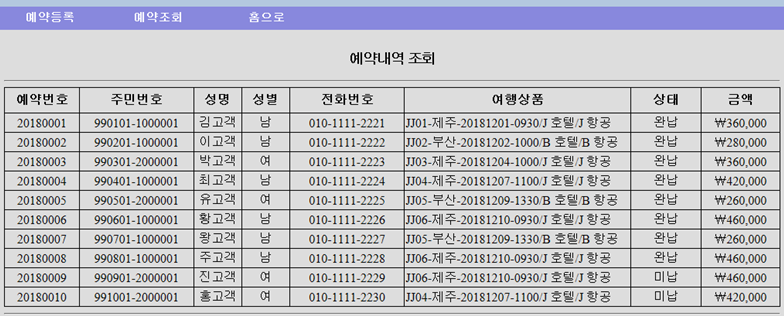 예약등록 예약조회 홈으로
예약내역 조회
예약번호 주민번호 성명 성별 전화번호 여행상품 상태 금액
20180001 990101-1000001 김고객 남 010-1111-2221 JJ01-제주-20181201-0930/J 호텔/J 항공 완납 ₩360,000
20180002 990201-1000001 이고객 남 010-1111-2222 JJ02-부산-20181202-1000/B 호텔/B 항공 완납 ₩280,000
20180003 990301-2000001 박고객 여 010-1111-2223 JJ03-제주-20181204-1000/J 호텔/J 항공 완납 ₩360,000
20180004 990401-1000001 최고객 남 010-1111-2224 JJ04-제주-20181207-1100/J 호텔/J 항공 완납 ₩420,000
20180005 990501-2000001 유고객 여 010-1111-2225 JJ05-부산-20181209-1330/B 호텔/B 항공 완납 ₩260,000
20180006 990601-1000001 황고객 남 010-1111-2226 JJ06-제주-20181210-0930/J 호텔/J 항공 완납 ₩460,000
20180007 990701-1000001 왕고객 남 010-1111-2227 JJ05-부산-20181209-1330/B 호텔/B 항공 완납 ₩260,000
20180008 990801-1000001 주고객 남 010-1111-2228 JJ06-제주-20181210-0930/J 호텔/J 항공 완납 ₩460,000
20180009 990901-2000001 진고객 여 010-1111-2229 JJ06-제주-20181210-0930/J 호텔/J 항공 미납 ₩460,000
20180010 991001-2000001 홍고객 여 010-1111-2230 JJ04-제주-20181207-1100/J 호텔/J 항공 미납 ₩420,000